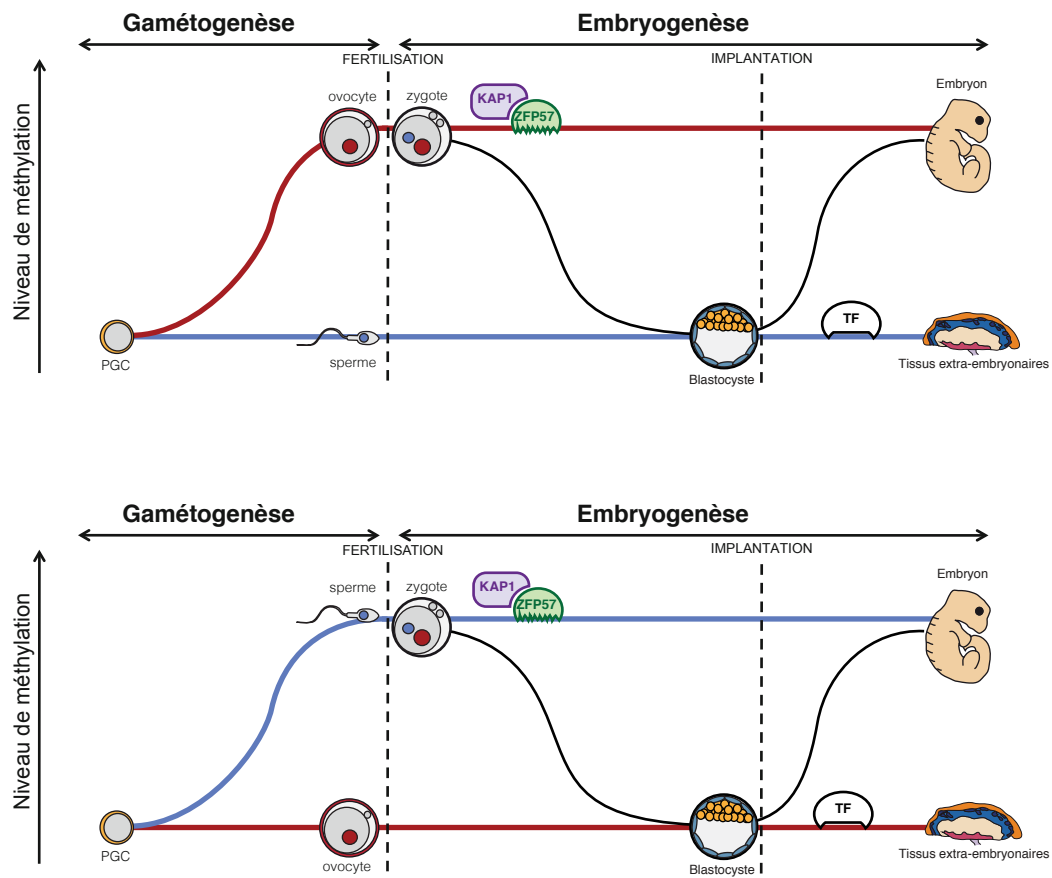 Gamétogenèse
Embryogenèse
FERTILISATION
IMPLANTATION
Niveau de méthylation
ovocyte
zygote
KAP1
ZFP57
Embryon
PGC
sperme
Blastocyste
TF
Tissus extra-embryonaires
Gamétogenèse
Embryogenèse
FERTILISATION
IMPLANTATION
Niveau de méthylation
sperme
zygote
KAP1
ZFP57
Embryon
PGC
ovocyte
Blastocyste
TF
Tissus extra-embryonaires